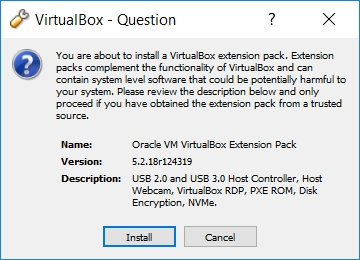 VirtualBox - Question
You are about to install a VirtualBox extension pack. Extension
packs complement the functionality of VirtualBox and can
contain system level software that could be potentially harmful to
your system. Please review the description below and only
proceed if you have obtained the extension pack from a trusted
source.
Name: Oracle VM VirtualBox Extension Pack
Version: 5.2.18r124319
Description: USB 2.0 and USB 3.0 Host Controller, Host
Webcam, VirtualBox RDP, PXE ROM, Disk
Encryption, NVMe.
Install Cancel